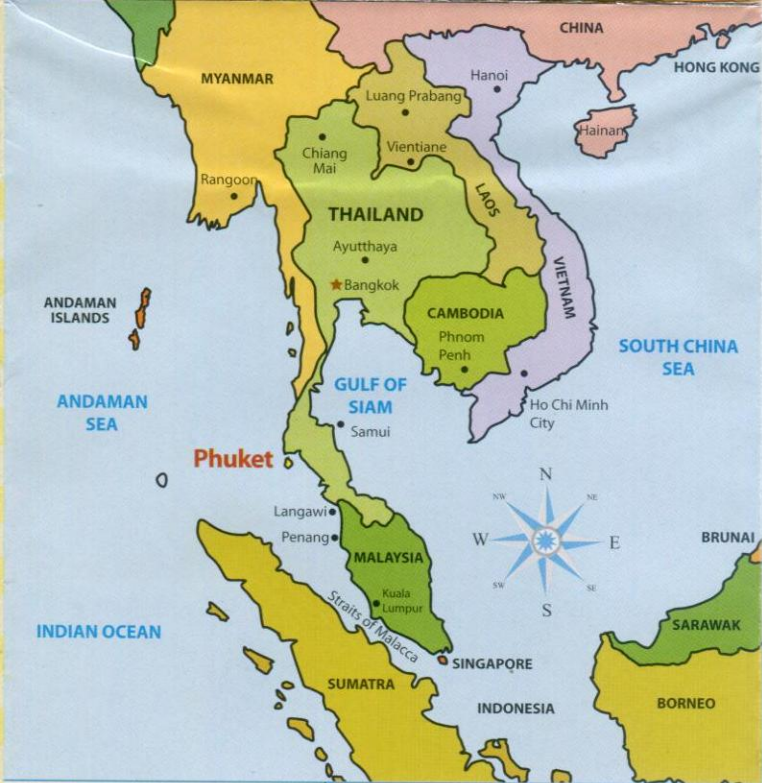 CHINA
HONG KONG
MYANMAR
Hanoi
Luang Prabang
Hainan
Chiang
Mai
Vientiane
Rangoon
LAOS
THAILAND
Ayutthaya
Bangkok
VIETNAM
ANDAMAN
ISLANDS
CAMBODIA
Phnom
Penh
SOUTH CHINA
SEA
GULF OF
SIAM
ANDAMAN
SEA
Ho Chi Minh
City
Samui
Phuket
N
NW
NE
W
E
SW
SE
S
Langawi
Penang
BRUNAI
MALAYSIA
Kuala
Lumpur
Straits of Malacca
INDIAN OCEAN
SARAWAK
SINGAPORE
SUMATRA
INDONESIA
BORNEO